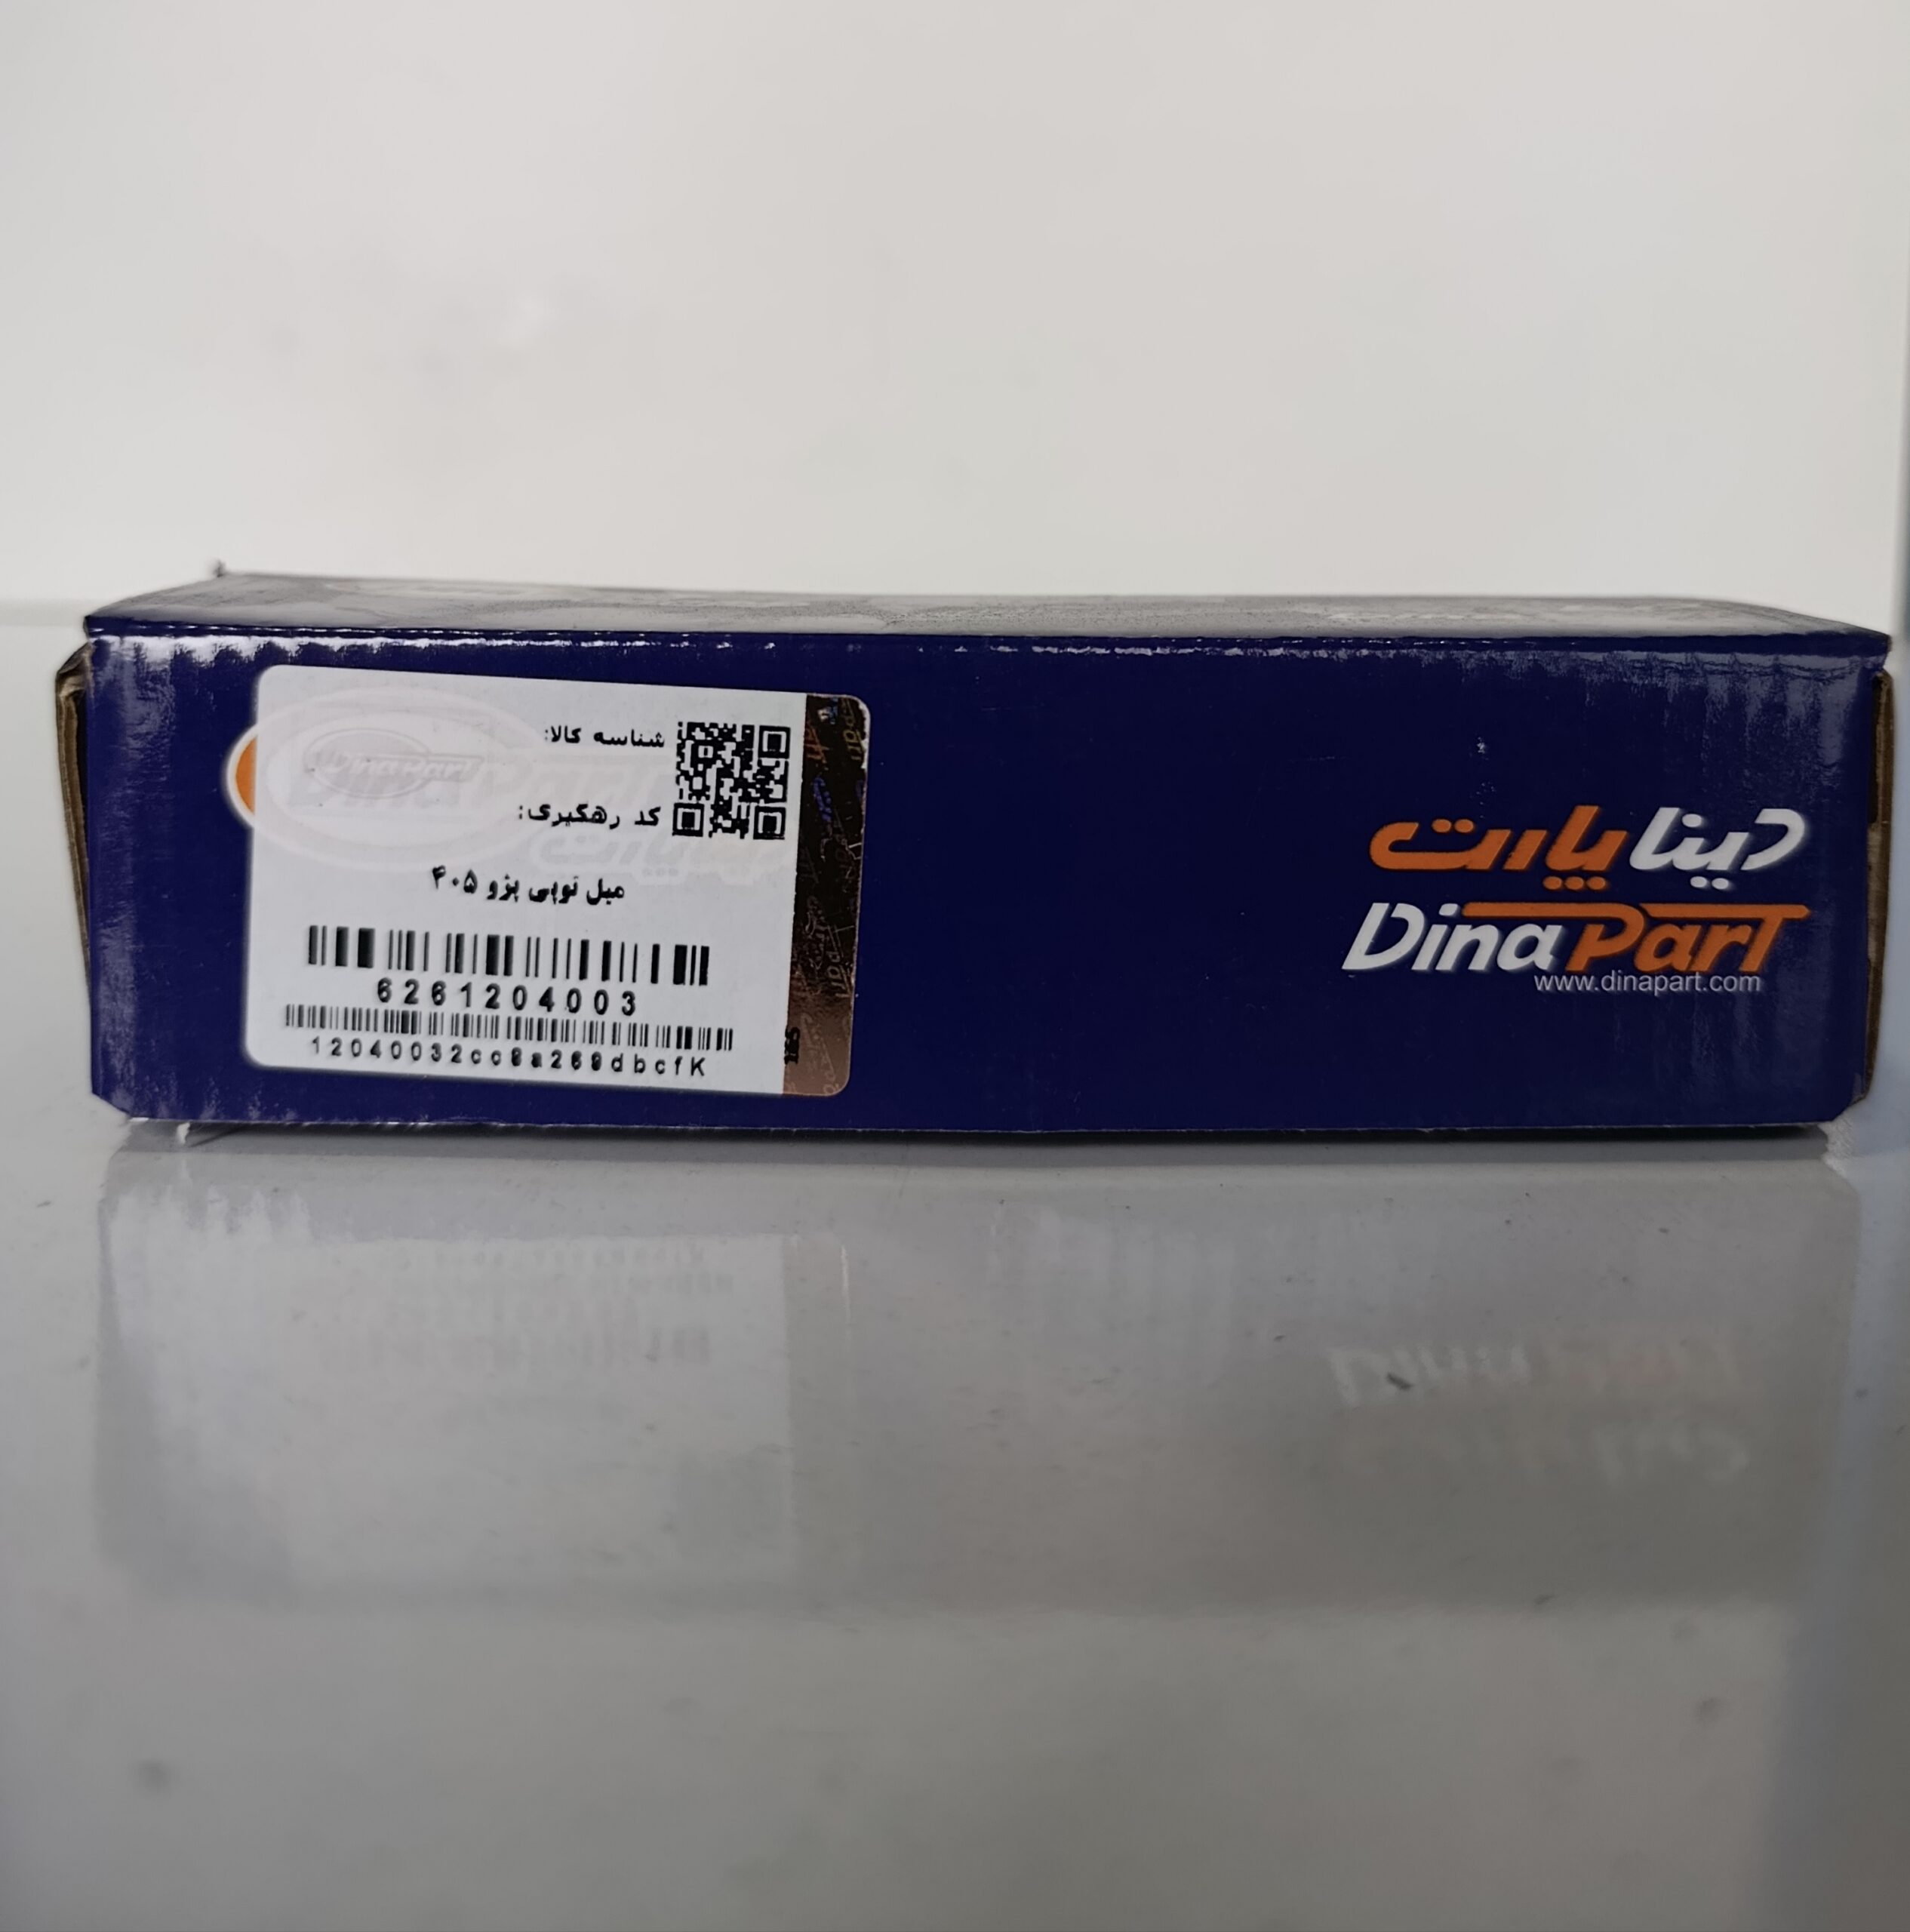 شناسه کالا:
کد رهگیری:
میل توپی پژو ۴۰۵
6261204003
12040032cc8a269dbcfK
دینا پارت
DinaPart
www.dinapart.com